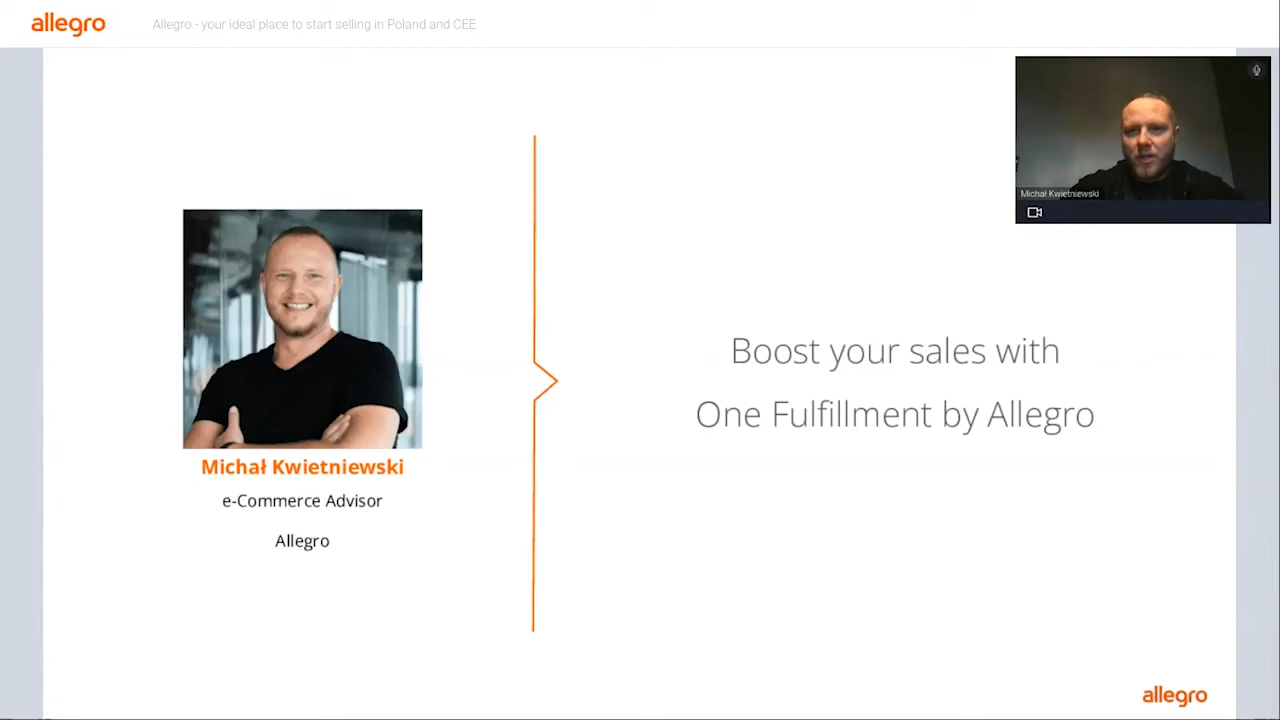 allegro
Allegro - your ideal place to start selling in Poland and CEE
Michał Kwietniewski
Boost your sales with
One Fulfillment by Allegro
Michał Kwietniewski
e-Commerce Advisor
Allegro
allegro